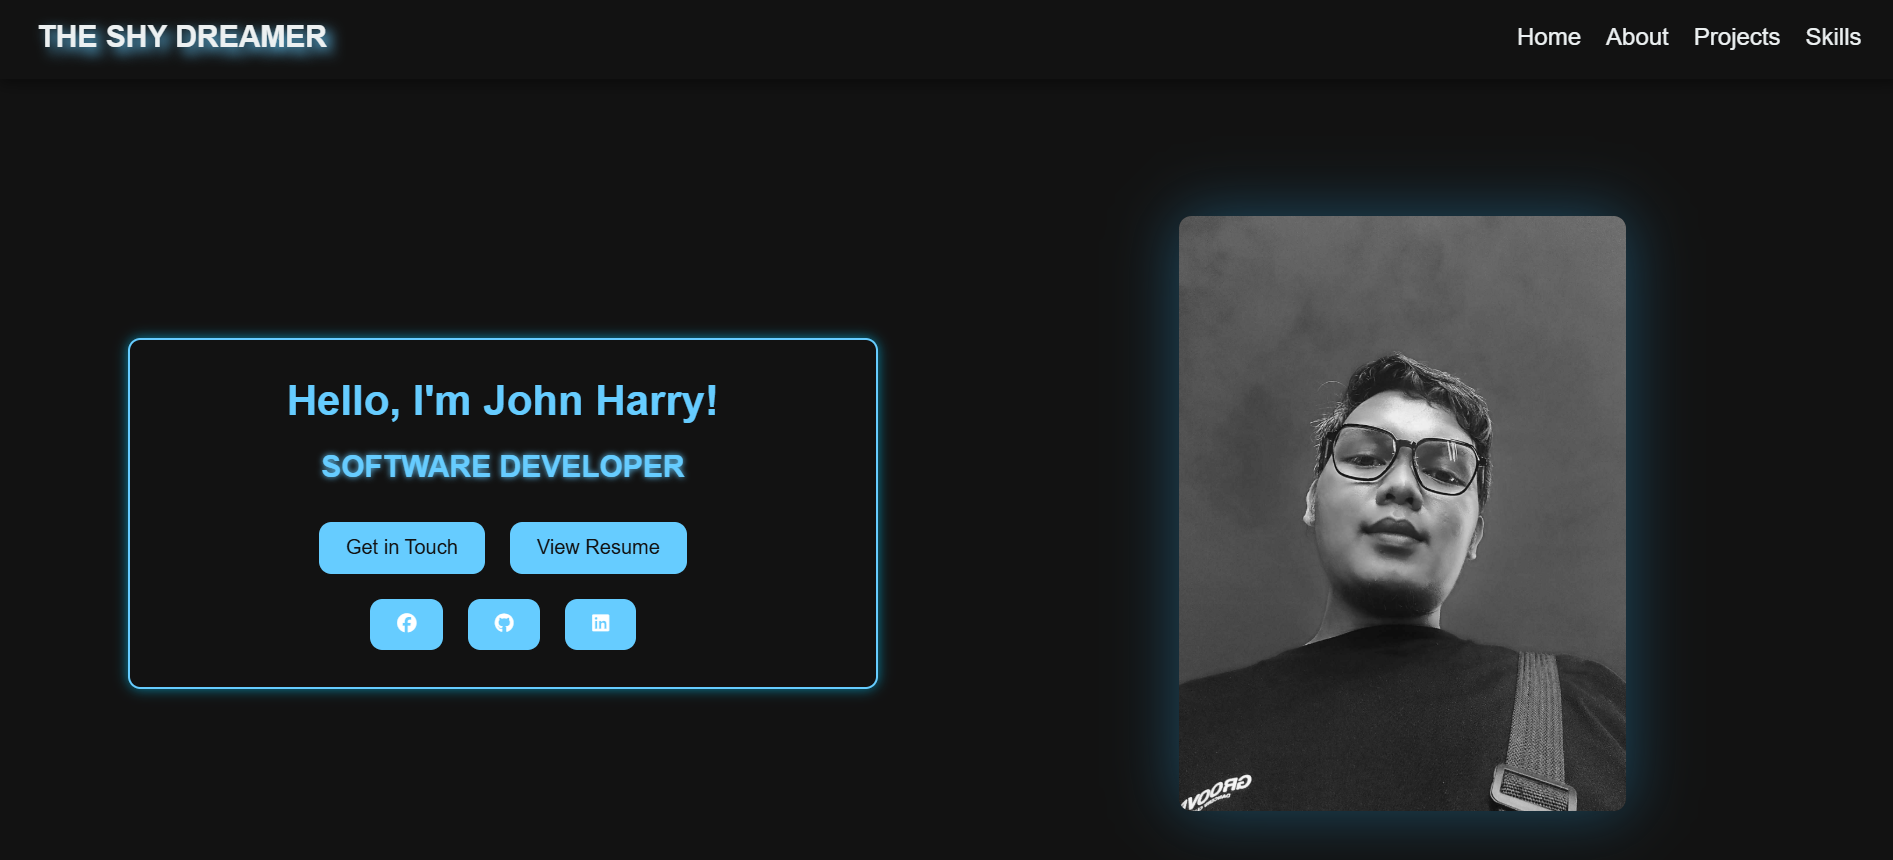 THE SHY DREAMER
Home About Projects Skills
Hello, I'm John Harry!
SOFTWARE DEVELOPER
Get in Touch View Resume